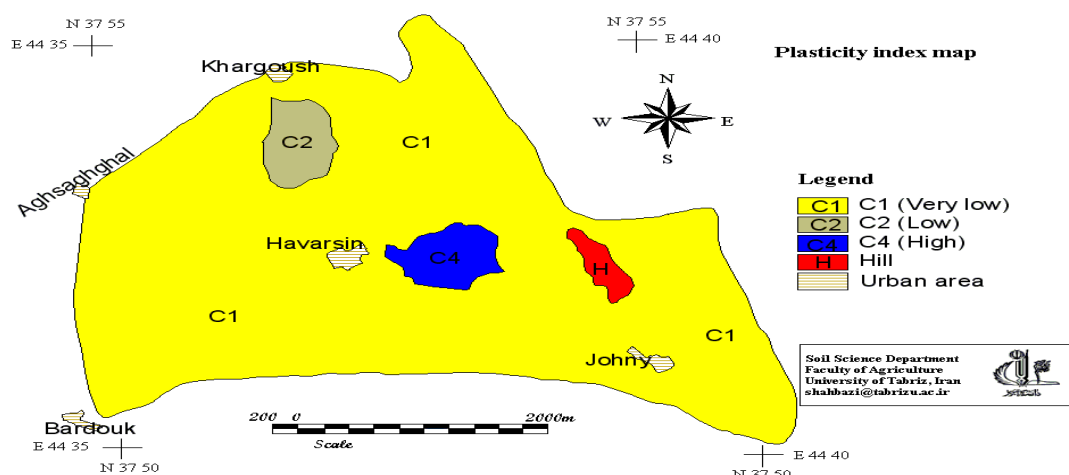 N 37 55
E 44 35
N 37 55
E 44 40
Plasticity index map
Khargoush
N
W E
S
C2
C1
Aghsaghghal
Legend
C1 C1 (Very low)
C2 C2 (Low)
C4 C4 (High)
H Hill
Urban area
Havarsin
C4
H
C1
C1
Johny
Soil Science Department
Faculty of Agriculture
University of Tabriz, Iran
shahbazi@tabrizu.ac.ir
200 0 2000m
Scale
Bardouk
E 44 35
N 37 50
E 44 40
N 37 50